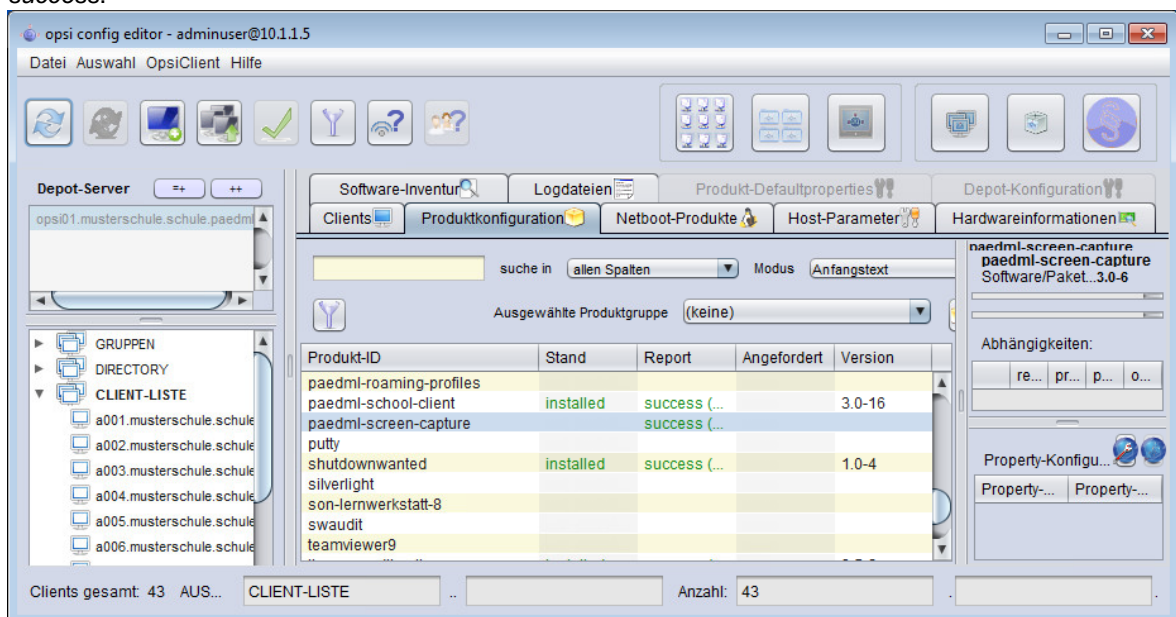 success.
opsi config editor - adminuser@10.1.1.5
Datei Auswahl OpsiClient Hilfe
Depot-Server =+ ++
opsi01.musterschule.schule.paedml
GRUPPEN
DIRECTORY
CLIENT-LISTE
a001.musterschule.schule
a002.musterschule.schule
a003.musterschule.schule
a004.musterschule.schule
a005.musterschule.schule
a006.musterschule.schule
Software-Inventur Logdateien Produkt-Defaultproperties Depot-Konfiguration
Clients Produktkonfiguration Netboot-Produkte Host-Parameter Hardwareinformationen
suche in allen Spalten Modus Anfangstext
Ausgewählte Produktgruppe (keine)
Produkt-ID Stand Report Angefordert Version
paedml-roaming-profiles
paedml-school-client installed success (... 3.0-16
paedml-screen-capture success (...
putty
shutdownwanted installed success (... 1.0-4
silverlight
son-lernwerkstatt-8
swaudit
teamviewer9
paedml-screen-capture
paedml-screen-capture
Software/Paket...3.0-6
Abhängigkeiten:
re... pr... p... o...
Property-Konfigu...
Property-... Property-...
Clients gesamt: 43 AUS... CLIENT-LISTE .. Anzahl: 43 . .